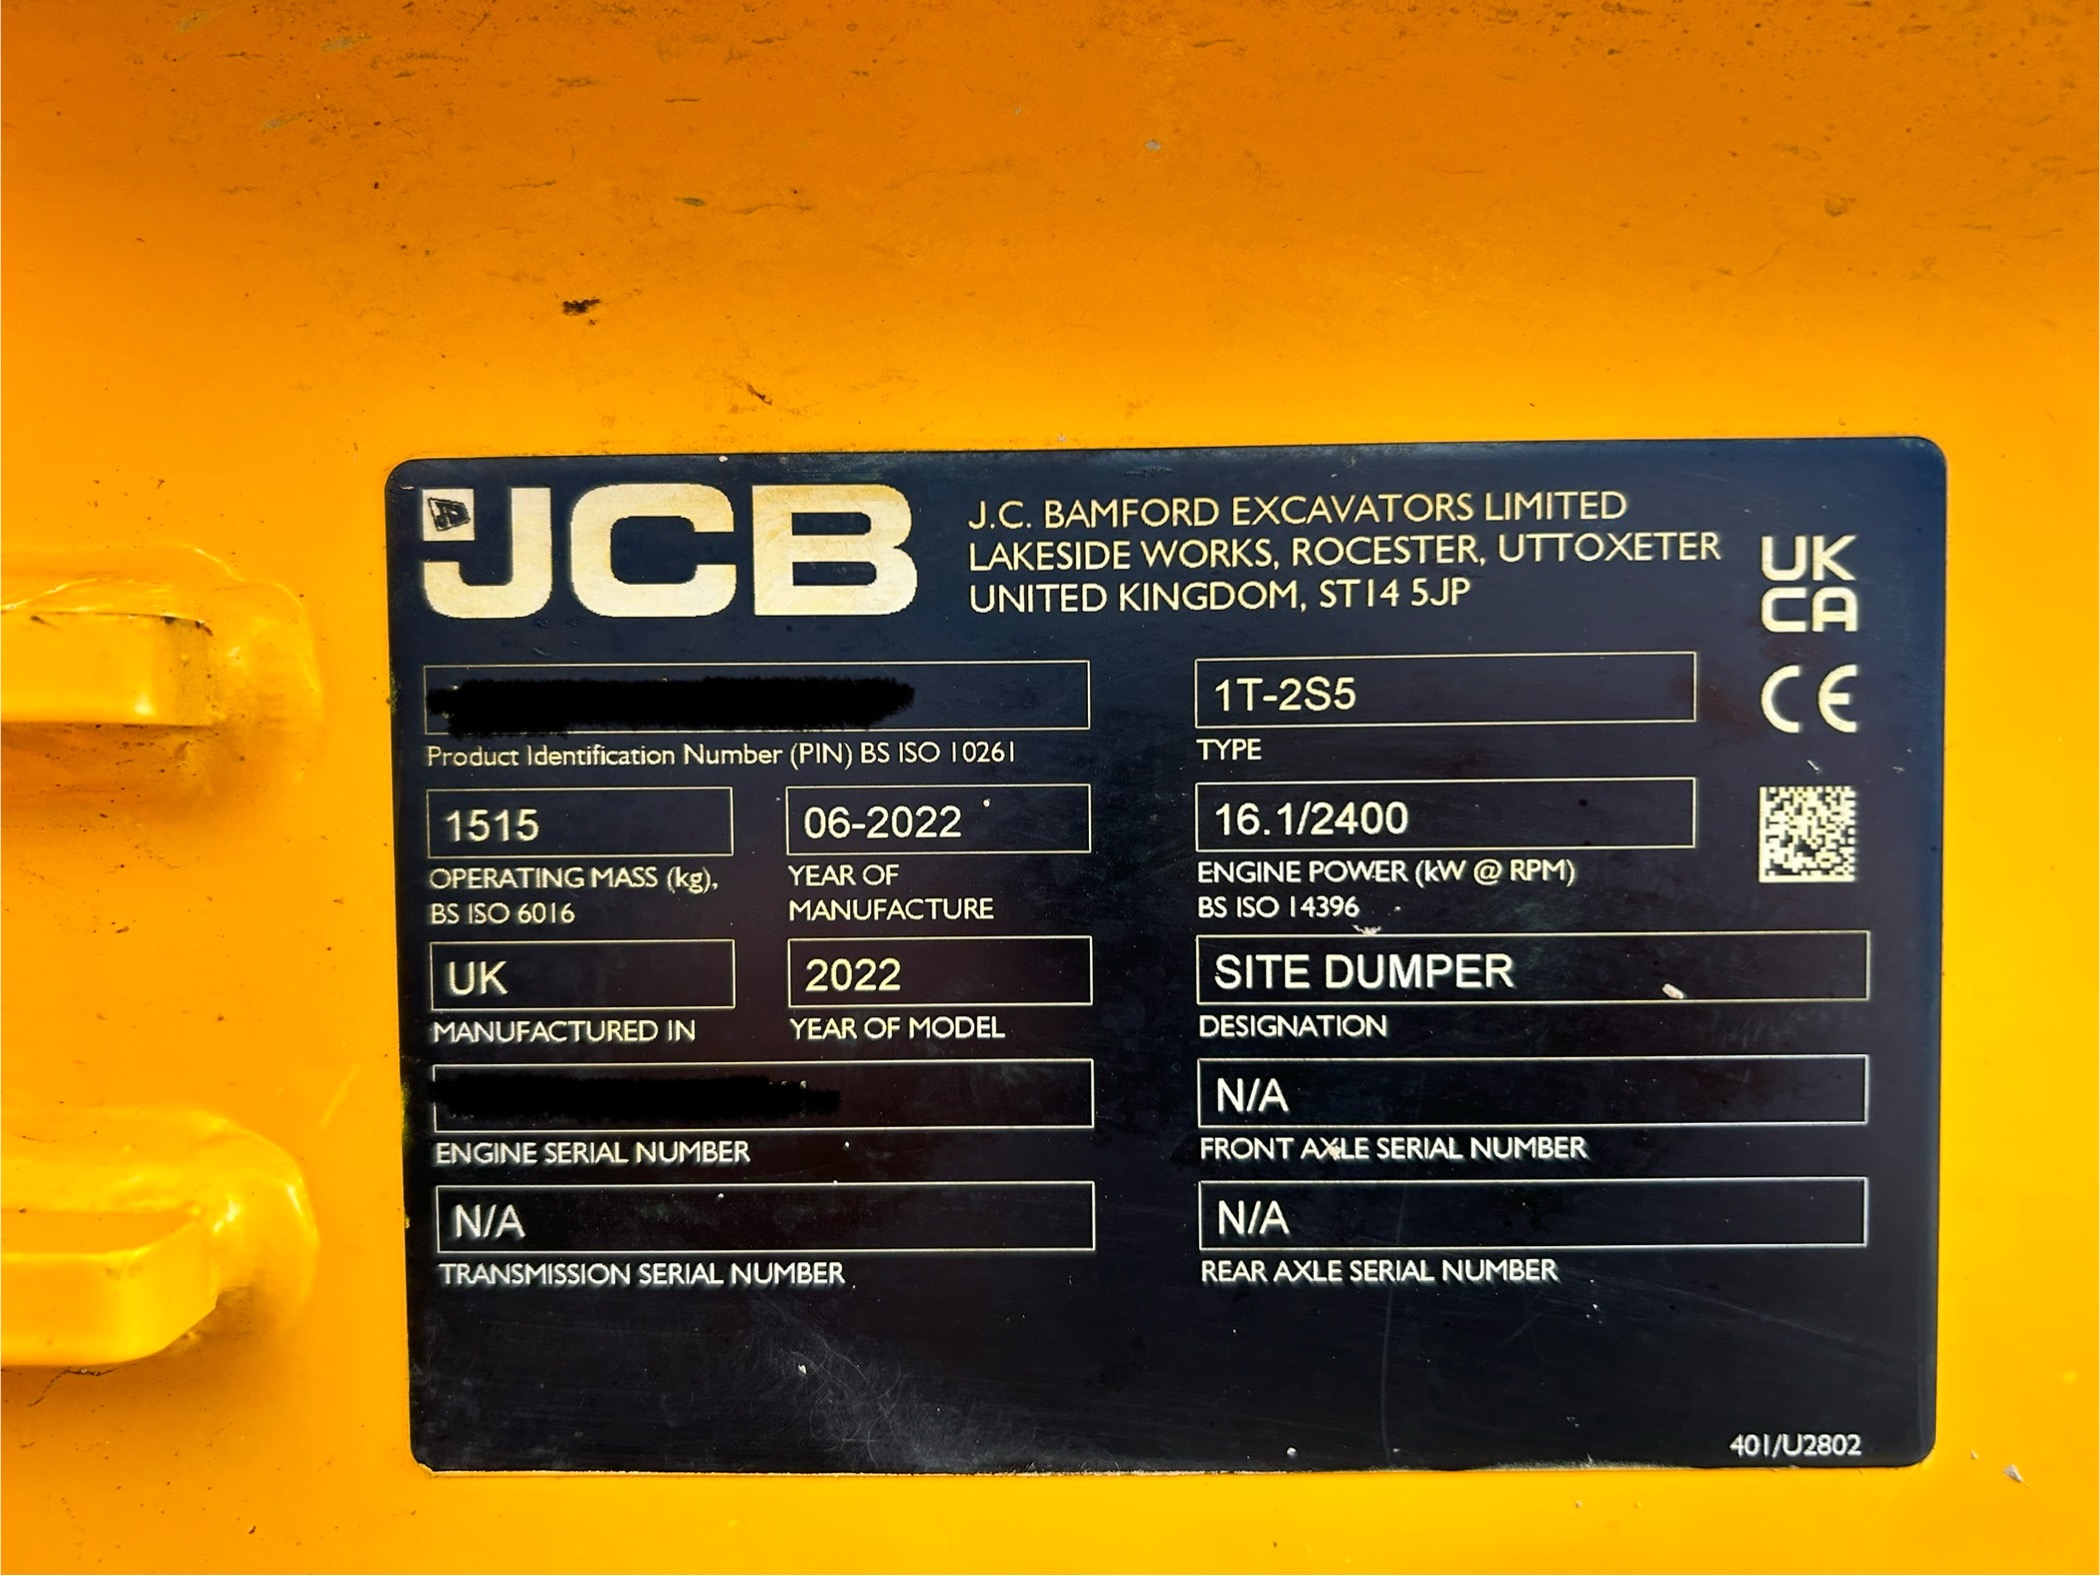 JCB
J.C. BAMFORD EXCAVATORS LIMITED
LAKESIDE WORKS, ROCESTER, UTTOXETER
UNITED KINGDOM, ST14 5JP
UK
CA
CE
1T-2S5
Product Identification Number (PIN) BS ISO 10261
TYPE
1515
06-2022
16.1/2400
OPERATING MASS (kg),
BS ISO 6016
YEAR OF
MANUFACTURE
ENGINE POWER (kW @ RPM)
BS ISO 14396
UK
2022
SITE DUMPER
MANUFACTURED IN
YEAR OF MODEL
DESIGNATION
N/A
ENGINE SERIAL NUMBER
FRONT AXLE SERIAL NUMBER
N/A
N/A
TRANSMISSION SERIAL NUMBER
REAR AXLE SERIAL NUMBER
401/U2802